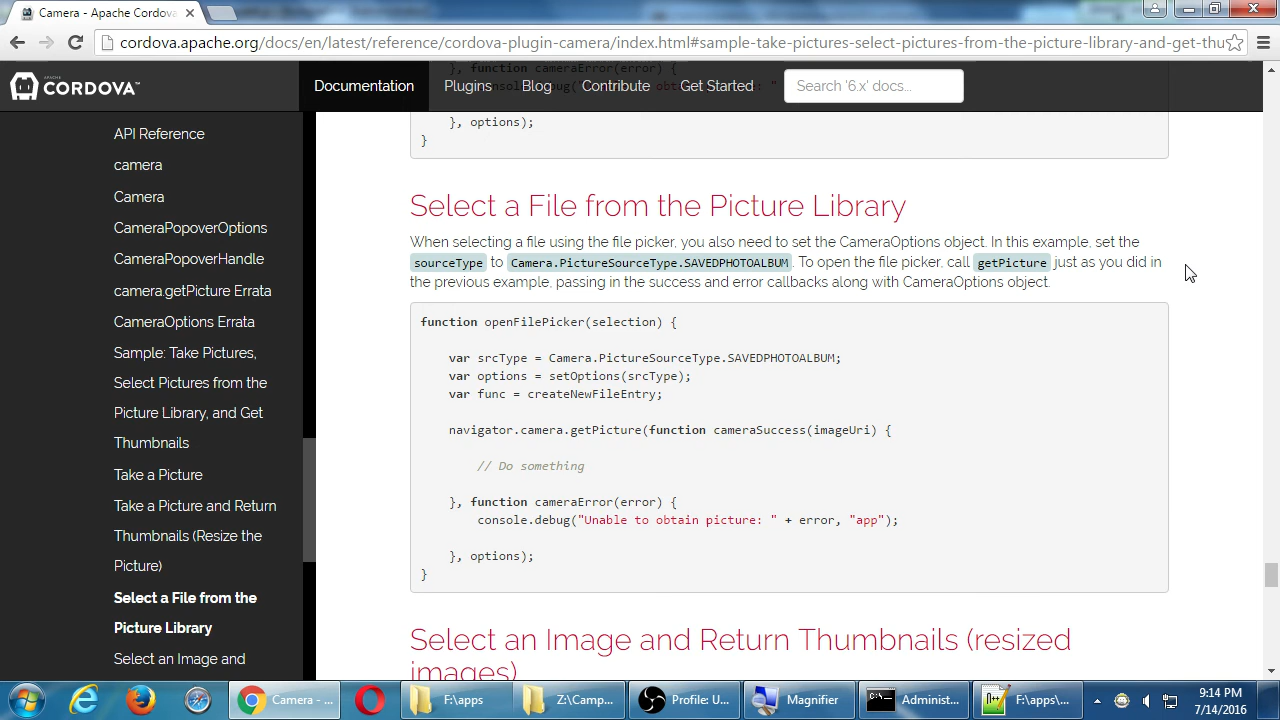 Camera - Apache Cordova
cordova.apache.org/docs/en/latest/reference/cordova-plugin-camera/index.html#sample-take-pictures-select-pictures-from-the-picture-library-and-get-thu
APACHE
CORDOVA™
Documentation
Plugins
Blog
Contribute
Get Started
Search '6.x' docs...
API Reference
camera
Camera
CameraPopoverOptions
CameraPopoverHandle
camera.getPicture Errata
CameraOptions Errata
Sample: Take Pictures,
Select Pictures from the
Picture Library, and Get
Thumbnails
Take a Picture
Take a Picture and Return
Thumbnails (Resize the
Picture)
Select a File from the
Picture Library
Select an Image and
}, function cameraError(error) {
}, options);
}
Select a File from the Picture Library
When selecting a file using the file picker, you also need to set the CameraOptions object. In this example, set the
sourceType to Camera.PictureSourceType.SAVEDPHOTOALBUM. To open the file picker, call getPicture just as you did in
the previous example, passing in the success and error callbacks along with CameraOptions object.
function openFilePicker(selection) {
var srcType = Camera.PictureSourceType.SAVEDPHOTOALBUM;
var options = setOptions(srcType);
var func = createNewFileEntry;
navigator.camera.getPicture(function cameraSuccess(imageUri) {
// Do something
}, function cameraError(error) {
console.debug("Unable to obtain picture: " + error, "app");
}, options);
}
Select an Image and Return Thumbnails (resized
images)
Camera - ...
F:\apps
Z:\Camp...
Profile: U...
Magnifier
Administ...
F:\apps\...
9:14 PM
7/14/2016